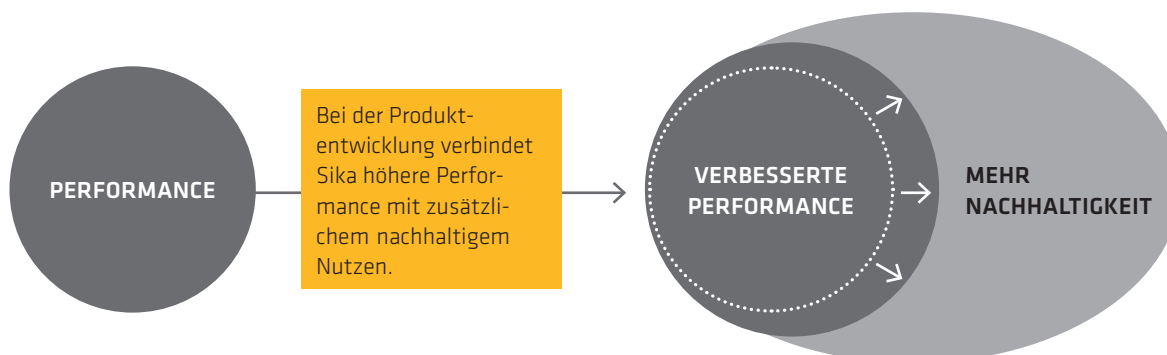 PERFORMANCE
Bei der Produkt-
entwicklung verbindet
Sika höhere Perfor-
mance mit zusätzli-
chem nachhaltigem
Nutzen.
VERBESSERTE
PERFORMANCE
MEHR
NACHHALTIGKEIT